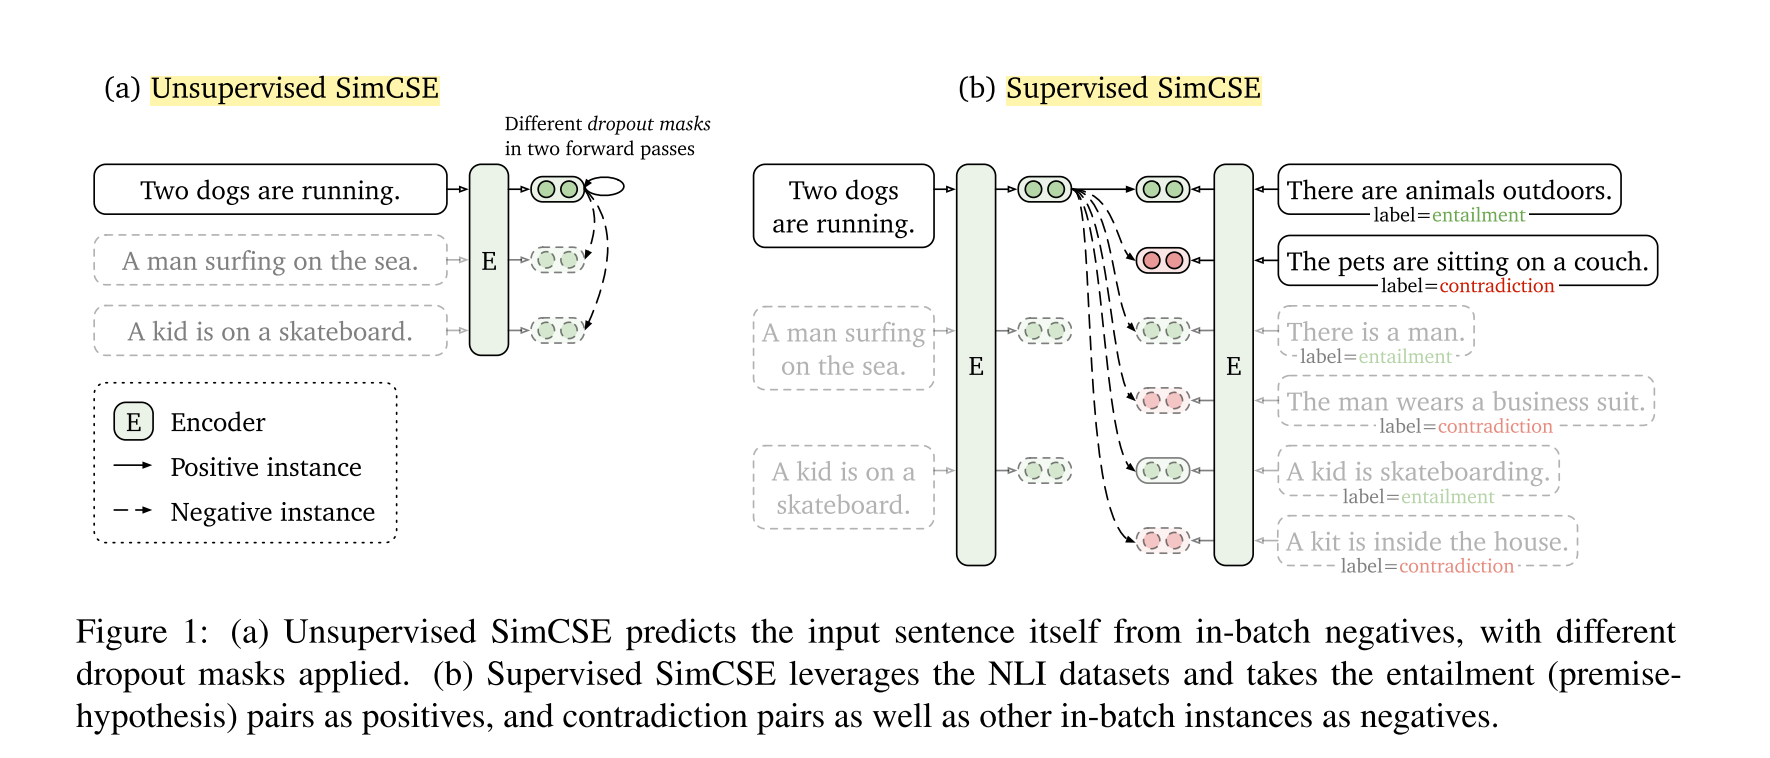 (a) Unsupervised SimCSE
Different dropout masks
in two forward passes
Two dogs are running.
A man surfing on the sea.
A kid is on a skateboard.
E
E Encoder
Positive instance
Negative instance
(b) Supervised SimCSE
Two dogs
are running.
A man surfing
on the sea.
A kid is on a
skateboard.
E
E
There are animals outdoors.
label=entailment
The pets are sitting on a couch.
label=contradiction
There is a man.
label=entailment
The man wears a business suit.
label=contradiction
A kid is skateboarding.
label=entailment
A kit is inside the house.
label=contradiction
Figure 1: (a) Unsupervised SimCSE predicts the input sentence itself from in-batch negatives, with different
dropout masks applied. (b) Supervised SimCSE leverages the NLI datasets and takes the entailment (premise-
hypothesis) pairs as positives, and contradiction pairs as well as other in-batch instances as negatives.